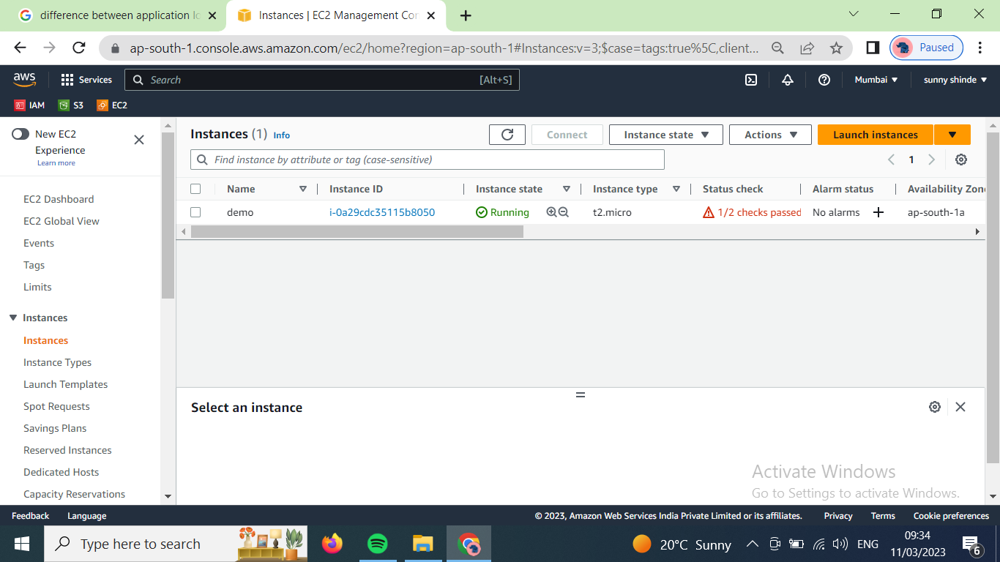 difference between application lo
Instances | EC2 Management Con
ap-south-1.console.aws.amazon.com/ec2/home?region=ap-south-1#Instances:v=3;$case=tags:true%5C,client...
Paused
aws
Services
Search
[Alt+S]
Mumbai
sunny shinde
IAM
S3
EC2
New EC2
Experience
Learn more
EC2 Dashboard
EC2 Global View
Events
Tags
Limits
Instances
Instances
Instance Types
Launch Templates
Spot Requests
Savings Plans
Reserved Instances
Dedicated Hosts
Capacity Reservations
Instances (1) Info
Connect
Instance state
Actions
Launch instances
Find instance by attribute or tag (case-sensitive)
1
Name Instance ID Instance state Instance type Status check Alarm status Availability Zone
demo i-0a29cdc35115b8050 Running t2.micro 1/2 checks passed No alarms + ap-south-1a
Select an instance
Activate Windows
Go to Settings to activate Windows.
Feedback Language © 2023, Amazon Web Services India Private Limited or its affiliates. Privacy Terms Cookie preferences
Type here to search
20°C Sunny
ENG
09:34
11/03/2023
6